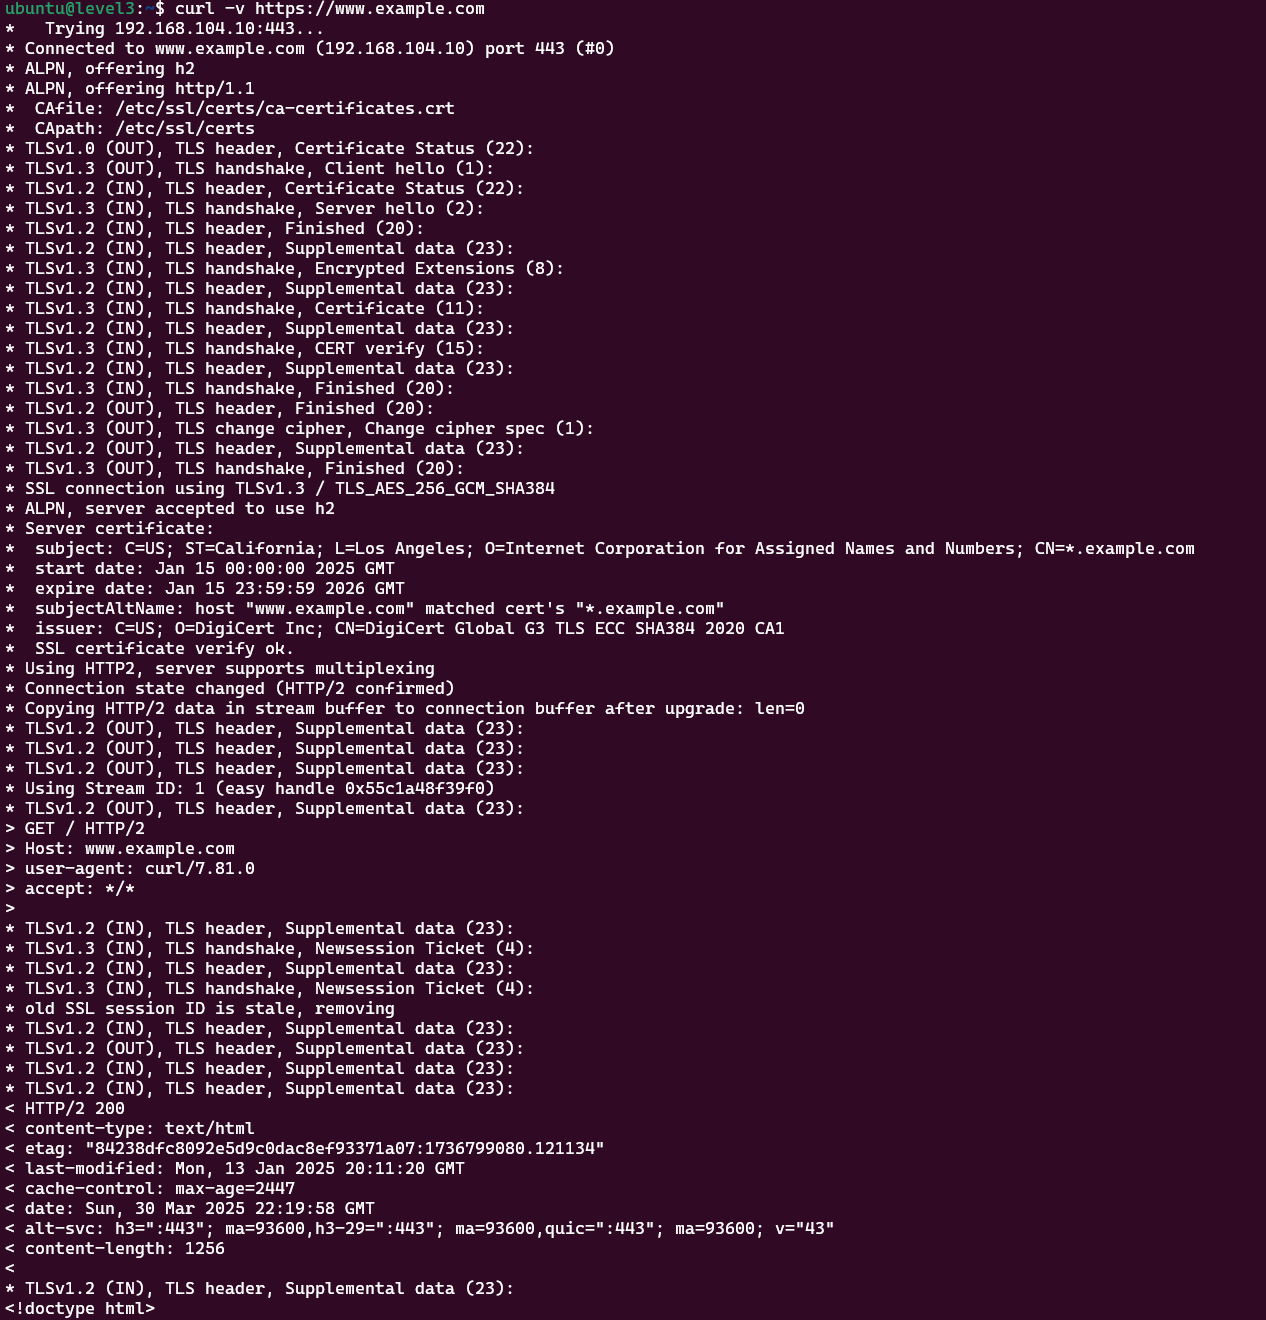 ubuntu@level3:~$ curl -v https://www.example.com
*   Trying 192.168.104.10:443...
* Connected to www.example.com (192.168.104.10) port 443 (#0)
* ALPN, offering h2
* ALPN, offering http/1.1
*  CAfile: /etc/ssl/certs/ca-certificates.crt
*  CApath: /etc/ssl/certs
* TLSv1.0 (OUT), TLS header, Certificate Status (22):
* TLSv1.3 (OUT), TLS handshake, Client hello (1):
* TLSv1.2 (IN), TLS header, Certificate Status (22):
* TLSv1.3 (IN), TLS handshake, Server hello (2):
* TLSv1.2 (IN), TLS header, Finished (20):
* TLSv1.2 (IN), TLS header, Supplemental data (23):
* TLSv1.3 (IN), TLS handshake, Encrypted Extensions (8):
* TLSv1.2 (IN), TLS header, Supplemental data (23):
* TLSv1.3 (IN), TLS handshake, Certificate (11):
* TLSv1.2 (IN), TLS header, Supplemental data (23):
* TLSv1.3 (IN), TLS handshake, CERT verify (15):
* TLSv1.2 (IN), TLS header, Supplemental data (23):
* TLSv1.3 (IN), TLS handshake, Finished (20):
* TLSv1.2 (OUT), TLS header, Finished (20):
* TLSv1.3 (OUT), TLS change cipher, Change cipher spec (1):
* TLSv1.2 (OUT), TLS header, Supplemental data (23):
* TLSv1.3 (OUT), TLS handshake, Finished (20):
* SSL connection using TLSv1.3 / TLS_AES_256_GCM_SHA384
* ALPN, server accepted to use h2
* Server certificate:
*  subject: C=US; ST=California; L=Los Angeles; O=Internet Corporation for Assigned Names and Numbers; CN=*.example.com
*  start date: Jan 15 00:00:00 2025 GMT
*  expire date: Jan 15 23:59:59 2026 GMT
*  subjectAltName: host "www.example.com" matched cert's "*.example.com"
*  issuer: C=US; O=DigiCert Inc; CN=DigiCert Global G3 TLS ECC SHA384 2020 CA1
*  SSL certificate verify ok.
* Using HTTP2, server supports multiplexing
* Connection state changed (HTTP/2 confirmed)
* Copying HTTP/2 data in stream buffer to connection buffer after upgrade: len=0
* TLSv1.2 (OUT), TLS header, Supplemental data (23):
* TLSv1.2 (OUT), TLS header, Supplemental data (23):
* TLSv1.2 (OUT), TLS header, Supplemental data (23):
* Using Stream ID: 1 (easy handle 0x55c1a48f39f0)
* TLSv1.2 (OUT), TLS header, Supplemental data (23):
> GET / HTTP/2
> Host: www.example.com
> user-agent: curl/7.81.0
> accept: */*
>
* TLSv1.2 (IN), TLS header, Supplemental data (23):
* TLSv1.3 (IN), TLS handshake, Newsession Ticket (4):
* TLSv1.2 (IN), TLS header, Supplemental data (23):
* TLSv1.3 (IN), TLS handshake, Newsession Ticket (4):
* old SSL session ID is stale, removing
* TLSv1.2 (IN), TLS header, Supplemental data (23):
* TLSv1.2 (OUT), TLS header, Supplemental data (23):
* TLSv1.2 (IN), TLS header, Supplemental data (23):
* TLSv1.2 (IN), TLS header, Supplemental data (23):
< HTTP/2 200
< content-type: text/html
< etag: "84238dfc8092e5d9c0dac8ef93371a07:1736799080.121134"
< last-modified: Mon, 13 Jan 2025 20:11:20 GMT
< cache-control: max-age=2447
< date: Sun, 30 Mar 2025 22:19:58 GMT
< alt-svc: h3=":443"; ma=93600,h3-29=":443"; ma=93600,quic=":443"; ma=93600; v="43"
< content-length: 1256
<
* TLSv1.2 (IN), TLS header, Supplemental data (23):
<!doctype html>